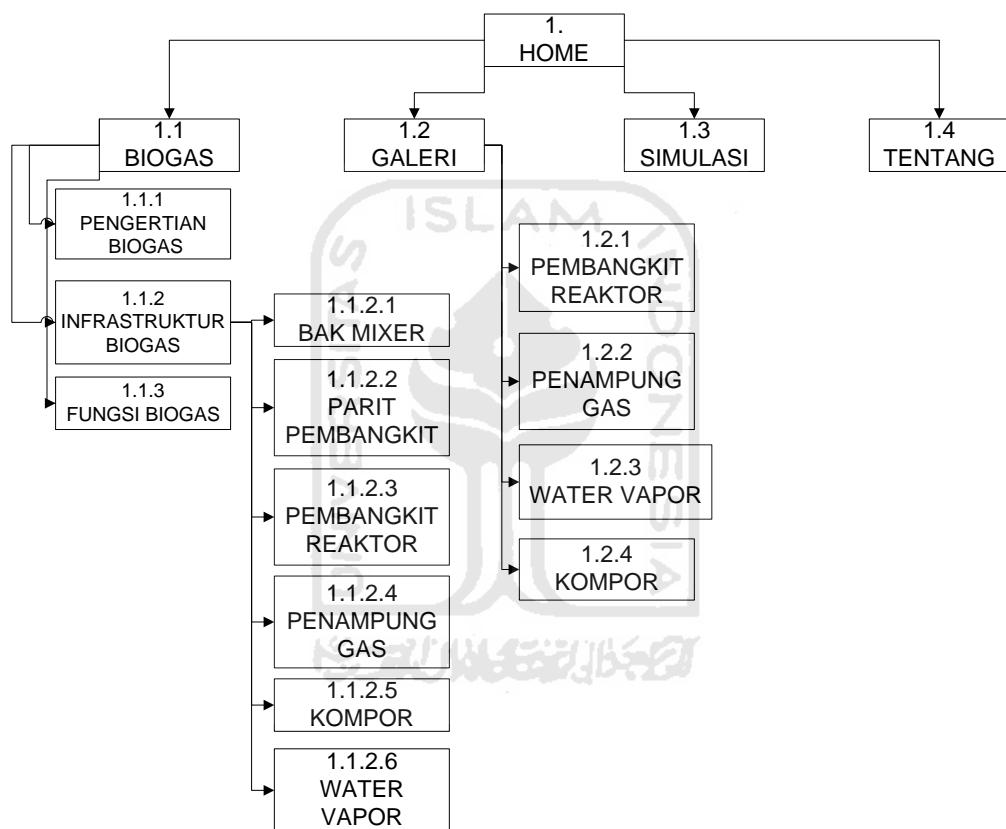 1.
HOME
1.1
BIOGAS
1.2
GALERI
1.3
SIMULASI
1.4
TENTANG
1.1.1
PENGERTIAN
BIOGAS
1.1.2
INFRASTRUKTUR
BIOGAS
1.1.3
FUNGSI BIOGAS
1.1.2.1
BAK MIXER
1.1.2.2
PARIT
PEMBANGKIT
1.1.2.3
PEMBANGKIT
REAKTOR
1.1.2.4
PENAMPUNG
GAS
1.1.2.5
KOMPOR
1.1.2.6
WATER
VAPOR
1.2.1
PEMBANGKIT
REAKTOR
1.2.2
PENAMPUNG
GAS
1.2.3
WATER VAPOR
1.2.4
KOMPOR
UNIVERSITAS
ISLAM
INDONESIA